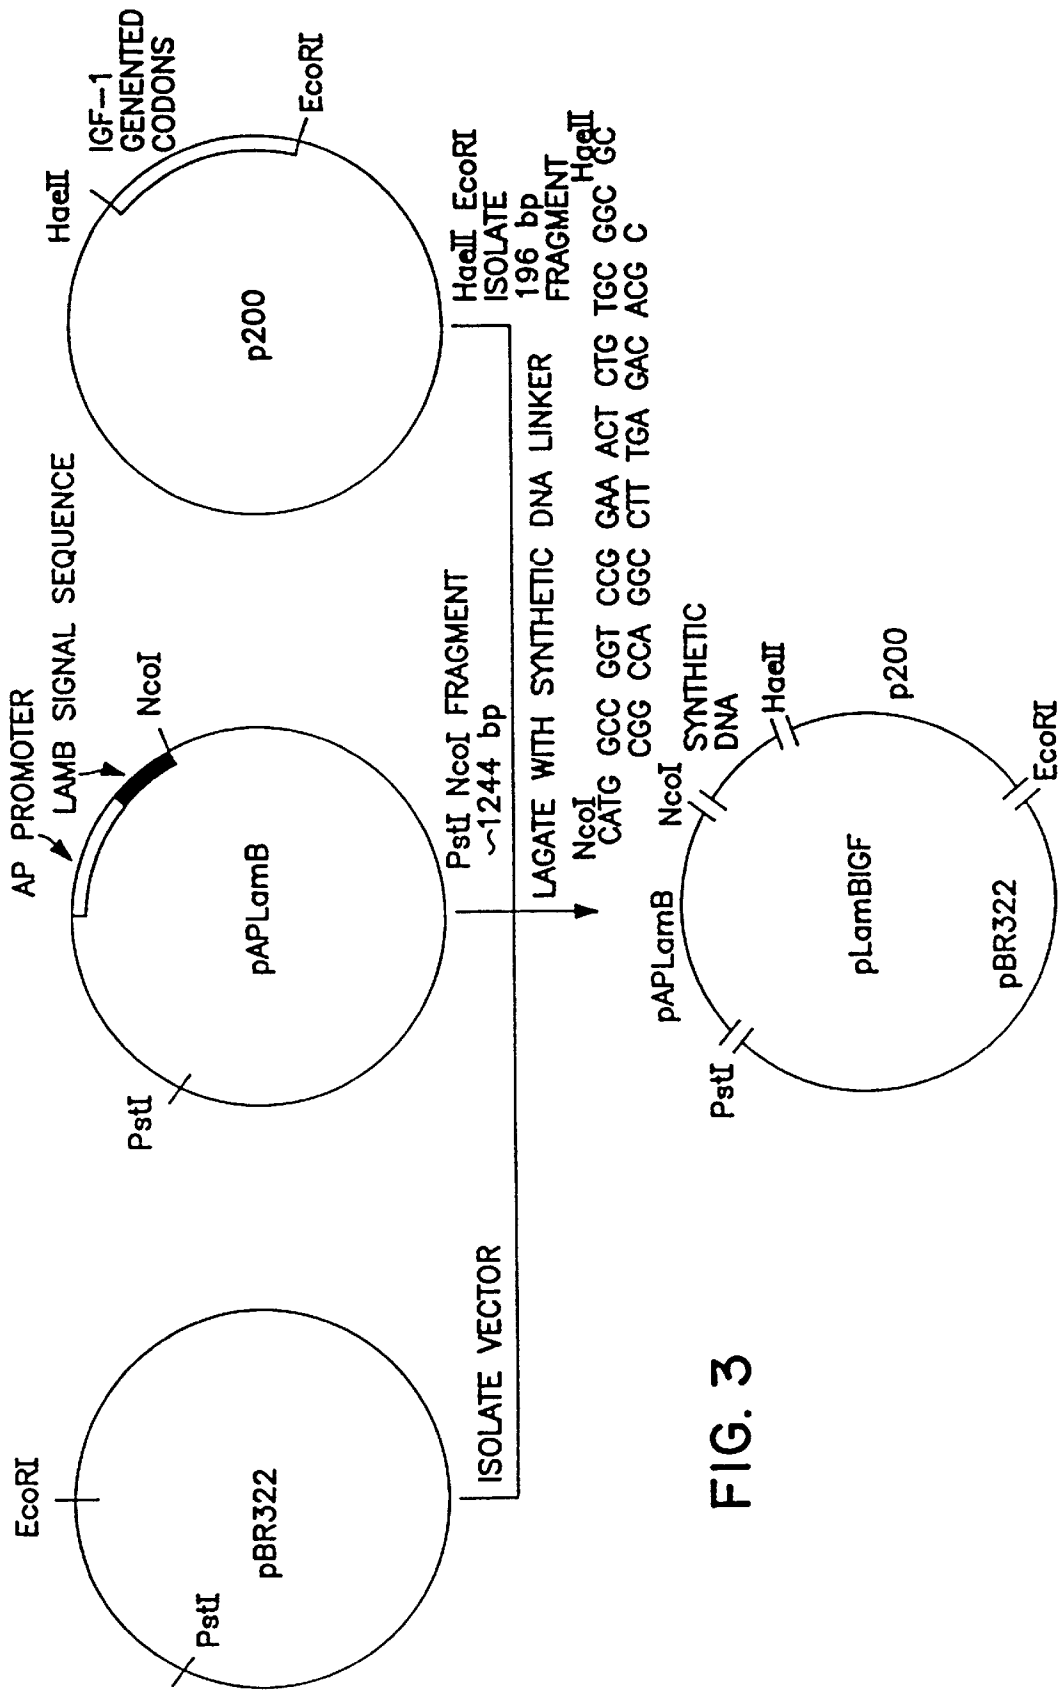 EcoRI
PstI
pBR322
ISOLATE VECTOR
AP PROMOTER
LAMB SIGNAL SEQUENCE
NcoI
PstI
pAPLamB
PstI NcoI FRAGMENT
~1244 bp
HaeII
IGF-1
GENENTED
CODONS
EcoRI
p200
HaeII EcoRI
ISOLATE
196 bp
FRAGMENT
LAGATE WITH SYNTHETIC DNA LINKER
NcoI
HaeII
CATG GCC GGT CCG GAA ACT CTG TGC GGC GC
CGG CCA GGC CTT TGA GAC ACG C
pAPLamB
NcoI
SYNTHETIC
DNA
HaeII
p200
PstI
pLamBIGF
pBR322
EcoRI
FIG. 3